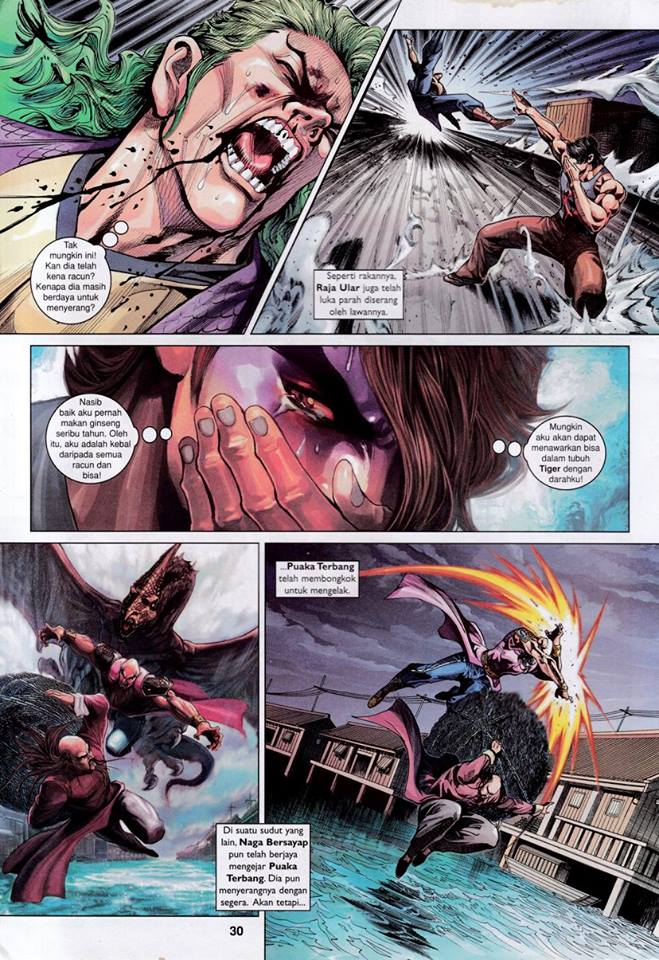 Tak
mungkin ini!
Kan dia telah
kena racun?
Kenapa dia masih
berdaya untuk
menyerang?
Seperti rakannya,
Raja Ular juga telah
luka parah diserang
oleh lawannya.
Nasib
baik aku pernah
makan ginseng
seribu tahun. Oleh
itu, aku adalah kebal
daripada semua
racun dan
bisa!
Mungkin
aku akan dapat
menawarkan bisa
dalam tubuh
Tiger dengan
darahku!
Di suatu sudut yang
lain, Naga Bersayap
pun telah berjaya
mengejar Puaka
Terbang. Dia pun
menyerangnya dengan
segera. Akan tetapi...
...Puaka Terbang
telah membongkok
untuk mengelak.
30